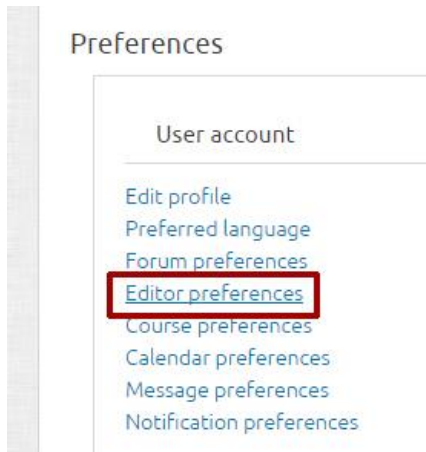 Preferences
User account
Edit profile
Preferred language
Forum preferences
Editor preferences
Course preferences
Calendar preferences
Message preferences
Notification preferences